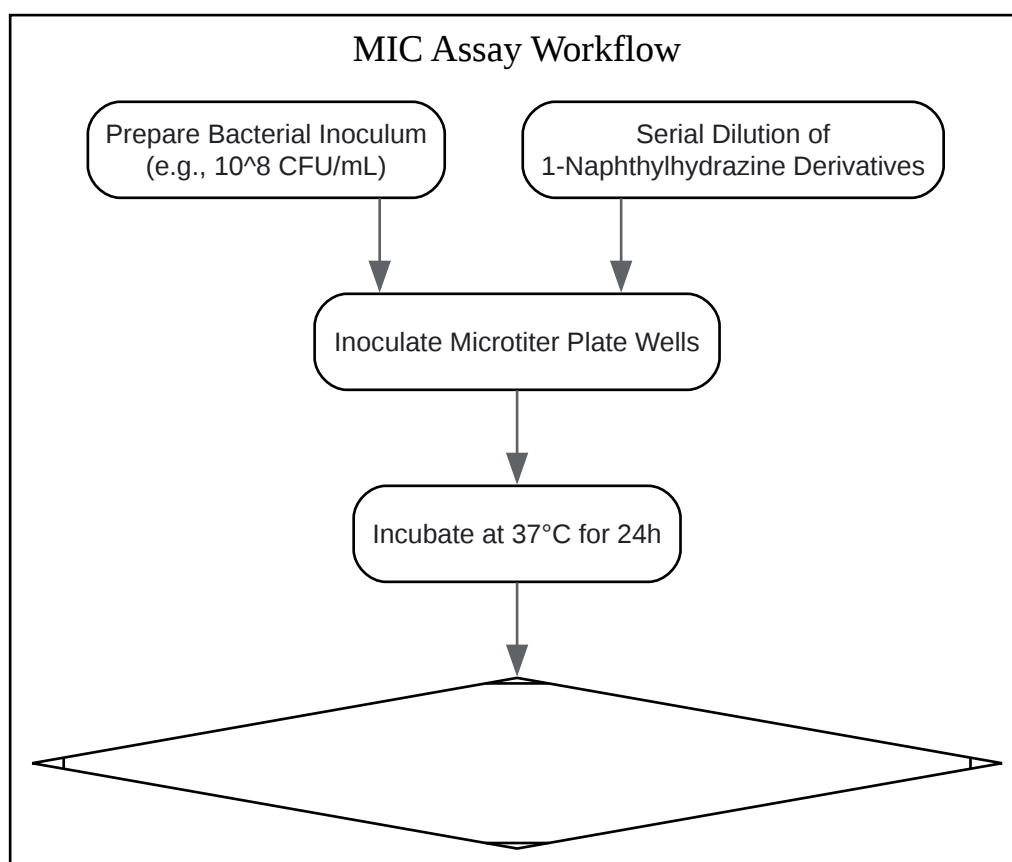 MIC Assay Workflow
Prepare Bacterial Inoculum
(e.g., 10^8 CFU/mL)
Serial Dilution of
1-Naphthylhydrazine Derivatives
Inoculate Microtiter Plate Wells
Incubate at 37°C for 24h